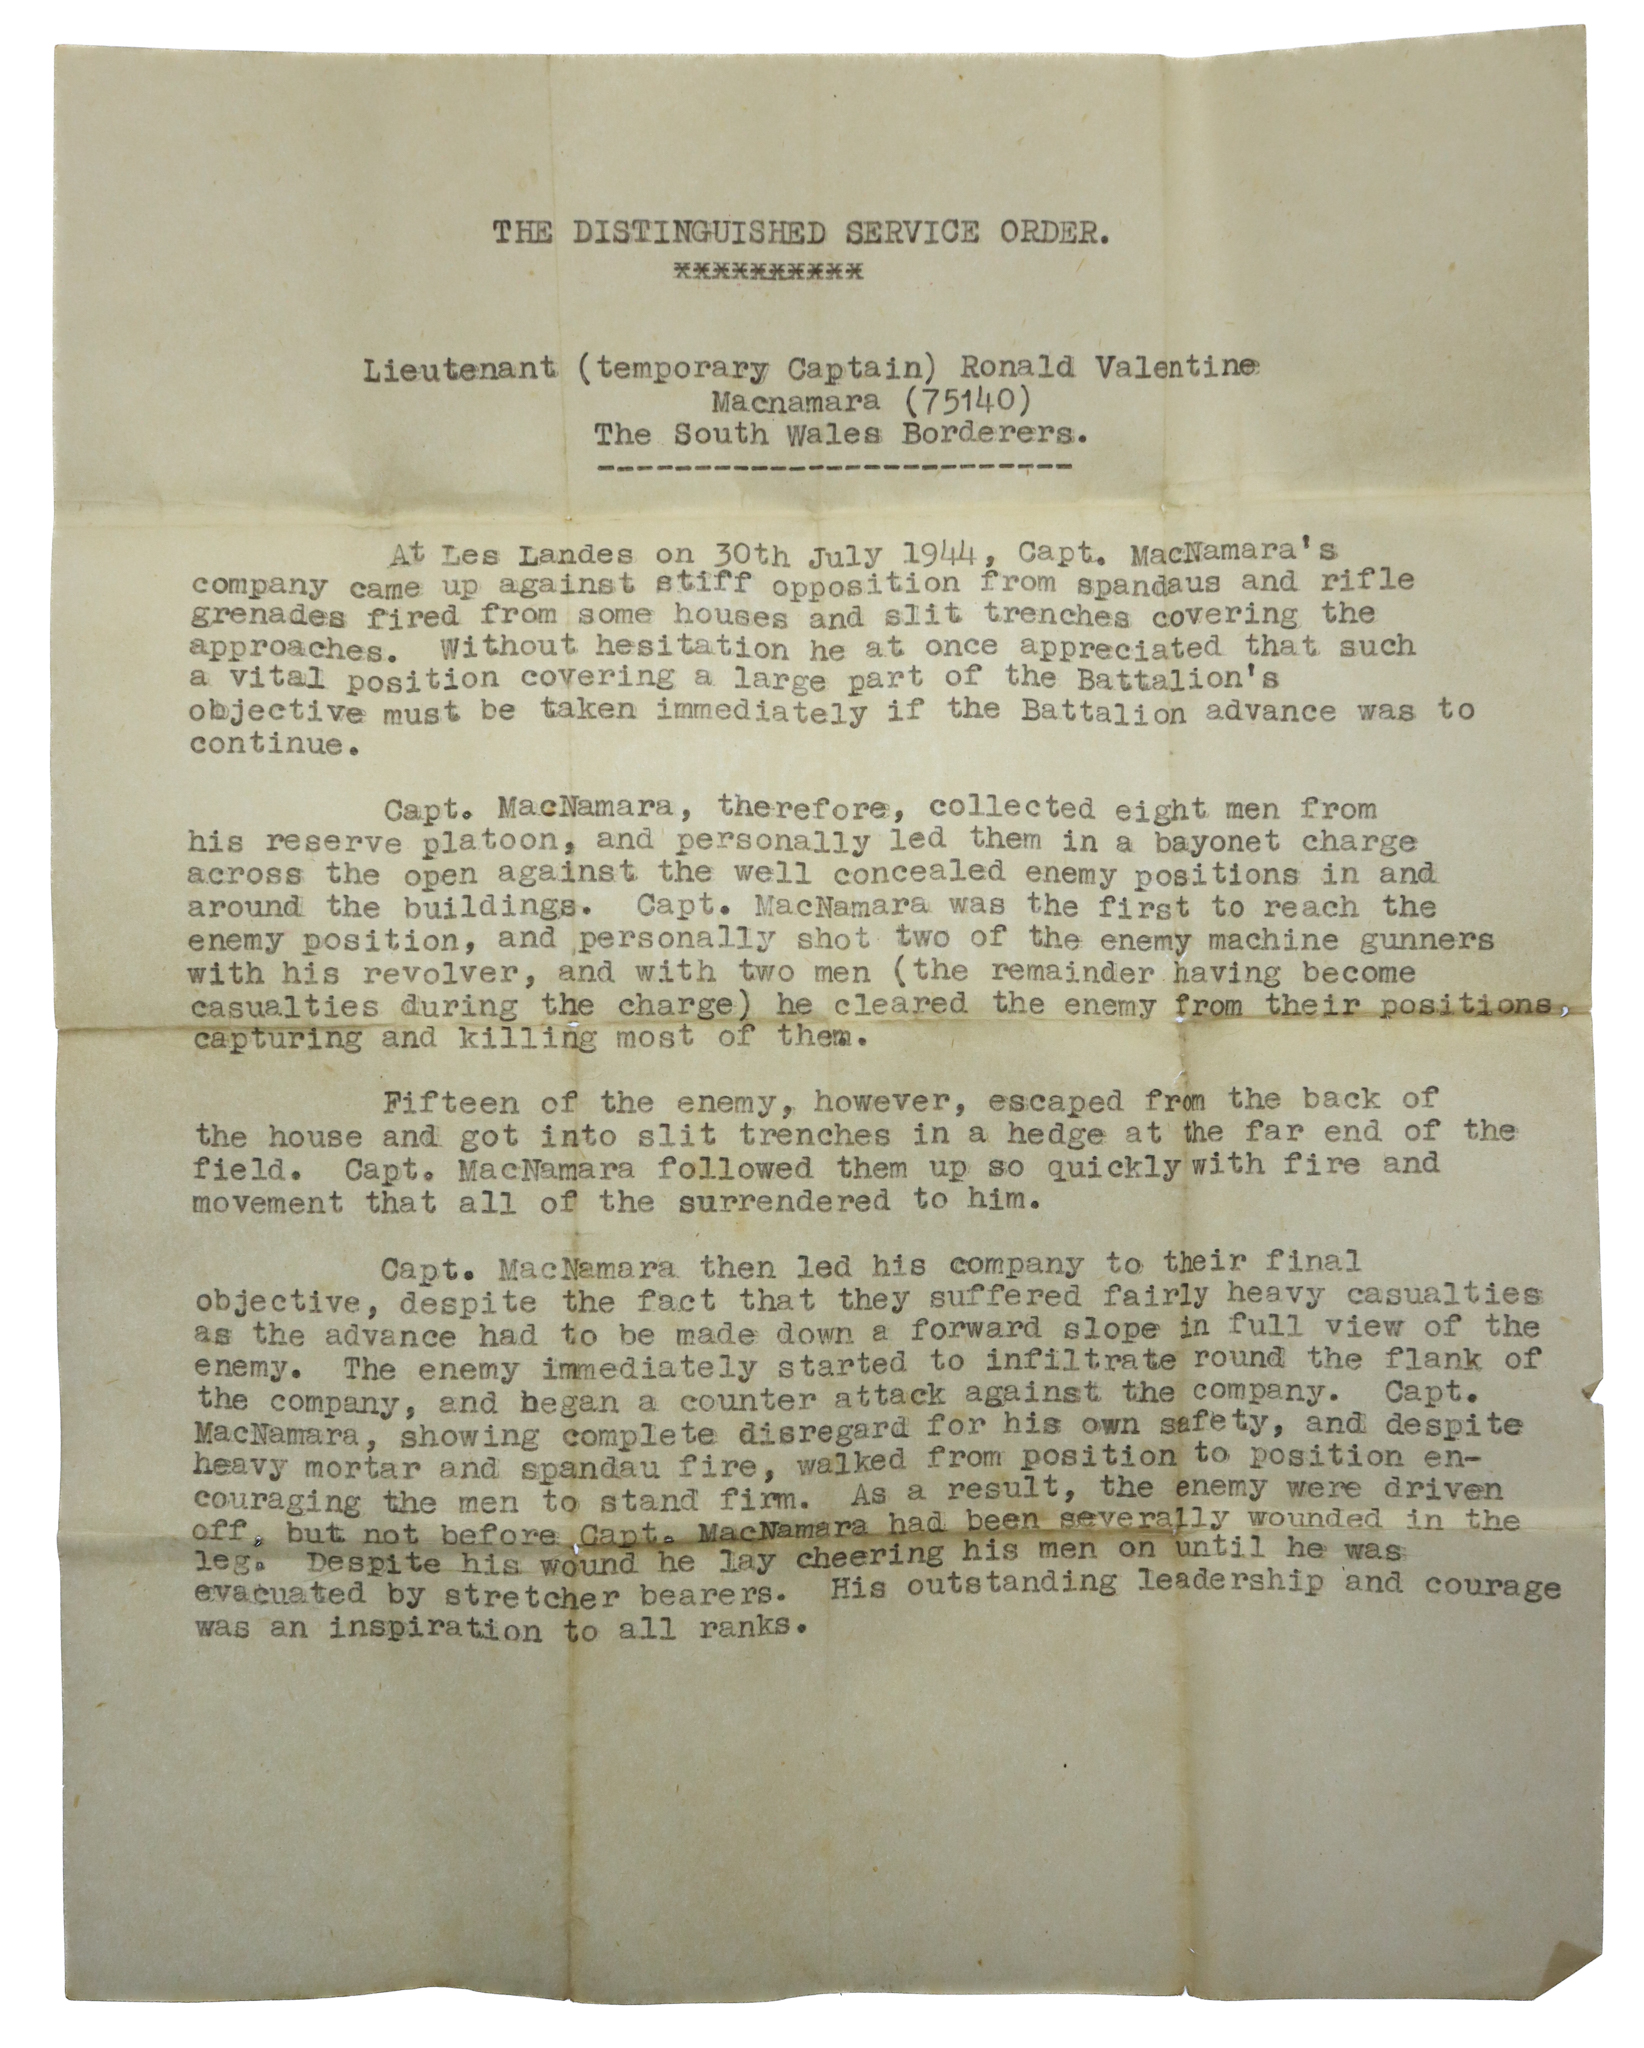 THE DISTINGUISHED SERVICE ORDER.
**********
Lieutenant (temporary Captain) Ronald Valentine
Macnamara (75140)
The South Wales Borderers.
-------------------------
At Les Landes on 30th July 1944, Capt. MacNamara's
company came up against stiff opposition from spandaus and rifle
grenades fired from some houses and slit trenches covering the
approaches. Without hesitation he at once appreciated that such
a vital position covering a large part of the Battalion's
objective must be taken immediately if the Battalion advance was to
continue.
Capt. MacNamara, therefore, collected eight men from
his reserve platoon, and personally led them in a bayonet charge
across the open against the well concealed enemy positions in and
around the buildings. Capt. MacNamara was the first to reach the
enemy position, and personally shot two of the enemy machine gunners
with his revolver, and with two men (the remainder having become
casualties during the charge) he cleared the enemy from their positions,
capturing and killing most of them.
Fifteen of the enemy, however, escaped from the back of
the house and got into slit trenches in a hedge at the far end of the
field. Capt. MacNamara followed them up so quickly with fire and
movement that all of the surrendered to him.
Capt. MacNamara then led his company to their final
objective, despite the fact that they suffered fairly heavy casualties
as the advance had to be made down a forward slope in full view of the
enemy. The enemy immediately started to infiltrate round the flank of
the company, and began a counter attack against the company. Capt.
MacNamara, showing complete disregard for his own safety, and despite
heavy mortar and spandau fire, walked from position to position en-
couraging the men to stand firm. As a result, the enemy were driven
off, but not before Capt. MacNamara had been severally wounded in the
leg. Despite his wound he lay cheering his men on until he was
evacuated by stretcher bearers. His outstanding leadership and courage
was an inspiration to all ranks.